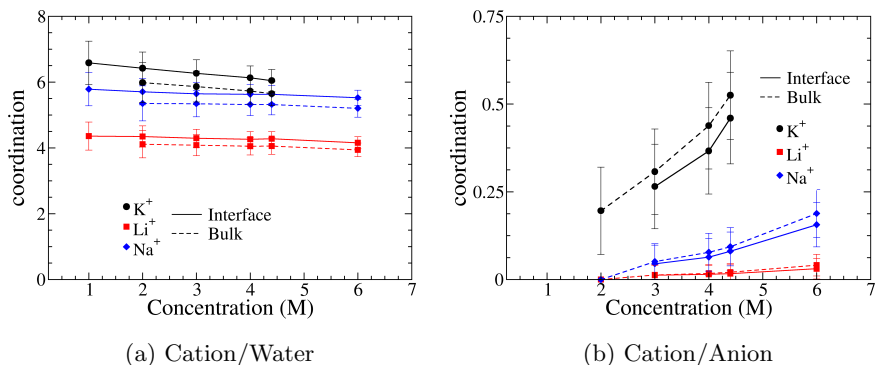 8
6
4
2
0
coordination
1 2 3 4 5 6 7
Concentration (M)
K+
Li+
Na+
Interface
Bulk
(a) Cation/Water
0.75
0.5
0.25
0
coordination
1 2 3 4 5 6 7
Concentration (M)
Interface
Bulk
K+
Li+
Na+
(b) Cation/Anion